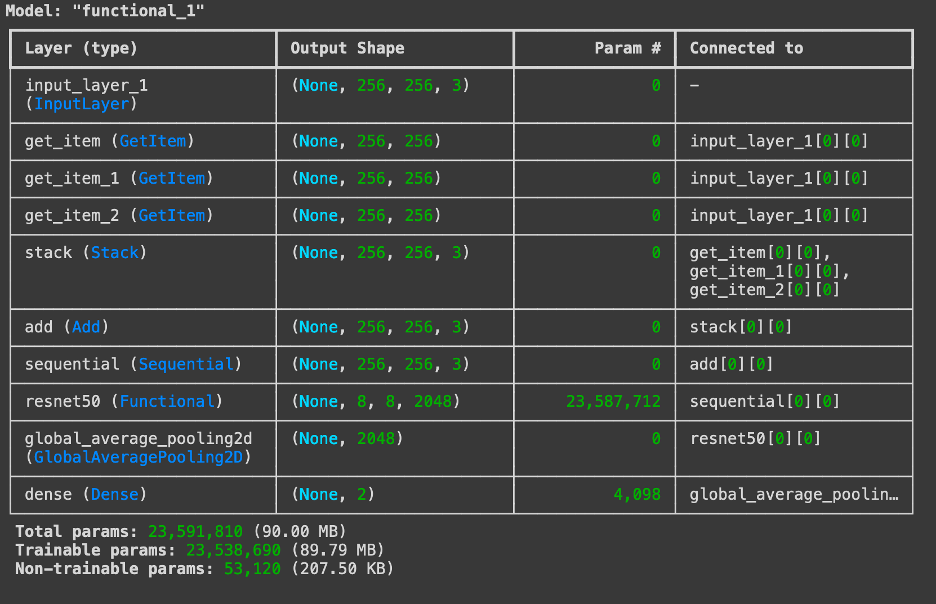 Model: "functional_1"
Layer (type) Output Shape Param # Connected to
input_layer_1 (None, 256, 256, 3) 0 –
(InputLayer)
get_item (GetItem) (None, 256, 256) 0 input_layer_1[0][0]
get_item_1 (GetItem) (None, 256, 256) 0 input_layer_1[0][0]
get_item_2 (GetItem) (None, 256, 256) 0 input_layer_1[0][0]
stack (Stack) (None, 256, 256, 3) 0 get_item[0][0],
get_item_1[0][0],
get_item_2[0][0]
add (Add) (None, 256, 256, 3) 0 stack[0][0]
sequential (Sequential) (None, 256, 256, 3) 0 add[0][0]
resnet50 (Functional) (None, 8, 8, 2048) 23,587,712 sequential[0][0]
global_average_pooling2d (None, 2048) 0 resnet50[0][0]
(GlobalAveragePooling2D)
dense (Dense) (None, 2) 4,098 global_average_poolin…
Total params: 23,591,810 (90.00 MB)
Trainable params: 23,538,690 (89.79 MB)
Non-trainable params: 53,120 (207.50 KB)